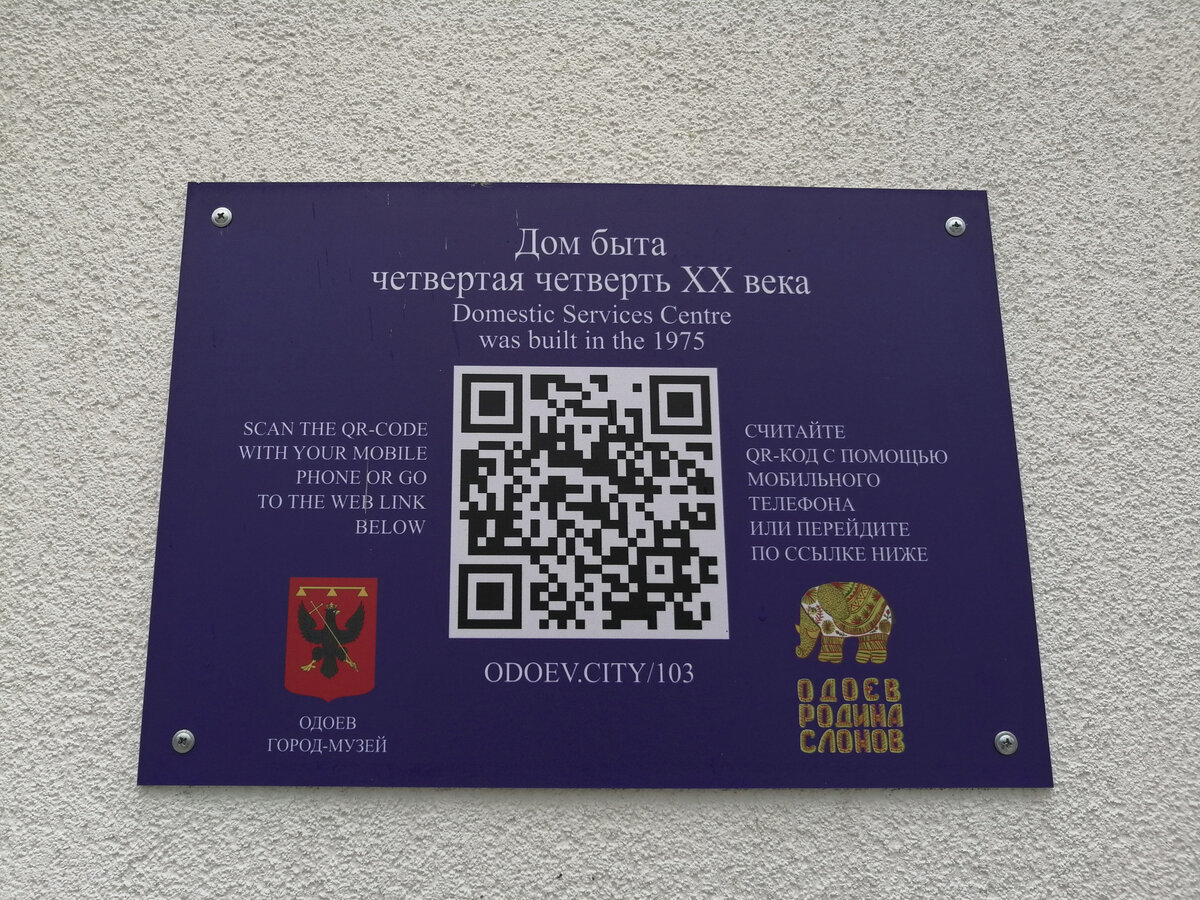 Дом быта
четвертая четверть XX века
Domestic Services Centre
was built in the 1975
SCAN THE QR-CODE
WITH YOUR MOBILE
PHONE OR GO
TO THE WEB LINK
BELOW
СЧИТАЙТЕ
QR-КОД С ПОМОЩЬЮ
МОБИЛЬНОГО
ТЕЛЕФОНА
ИЛИ ПЕРЕЙДИТЕ
ПО ССЫЛКЕ НИЖЕ
ODOEV.CITY/103
ОДОЕВ
ГОРОД-МУЗЕЙ
ОДОЕВ
РОДИНА
СЛОНОВ